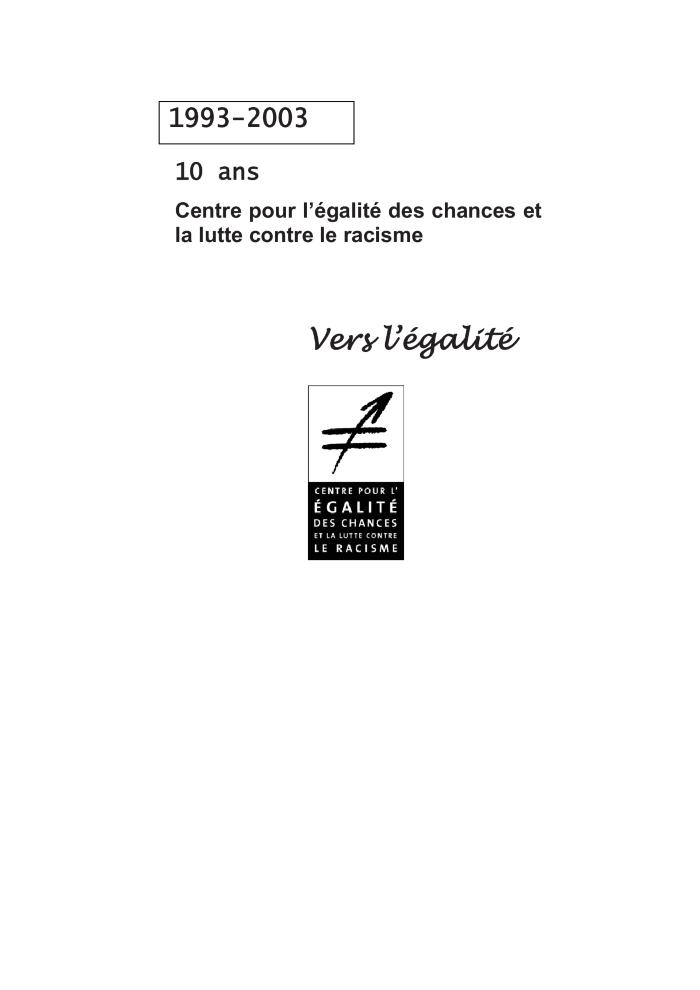 1993-2003
10 ans
Centre pour l’égalité des chances et
la lutte contre le racisme
Vers l’égalité
CENTRE POUR L'
ÉGALITÉ
DES CHANCES
ET LA LUTTE CONTRE
LE RACISME